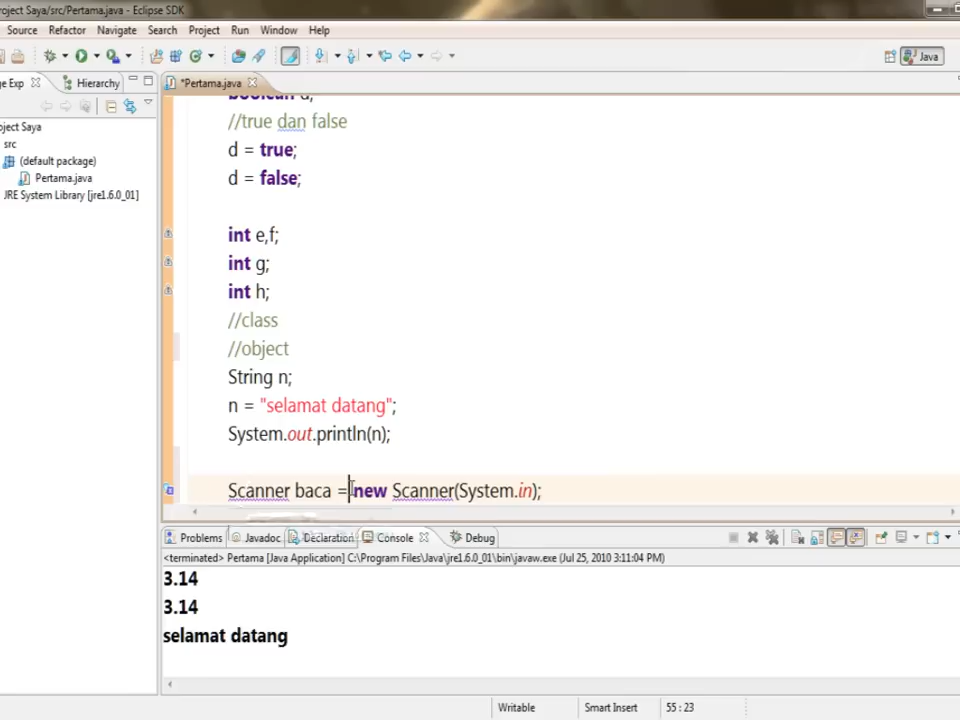 roject Saya/src/Pertama.java - Eclipse SDK
Source Refactor Navigate Search Project Run Window Help
Java
ge Exp Hierarchy *Pertama.java
oject Saya
src
(default package)
Pertama.java
JRE System Library [jre1.6.0_01]
boolean d;
//true dan false
d = true;
d = false;
int e,f;
int g;
int h;
//class
//object
String n;
n = "selamat datang";
System.out.println(n);
Scanner baca = new Scanner(System.in);
Problems @ Javadoc Declaration Console Debug
<terminated> Pertama [Java Application] C:\Program Files\Java\jre1.6.0_01\bin\javaw.exe (Jul 25, 2010 3:11:04 PM)
3.14
3.14
selamat datang
Writable Smart Insert 55 : 23